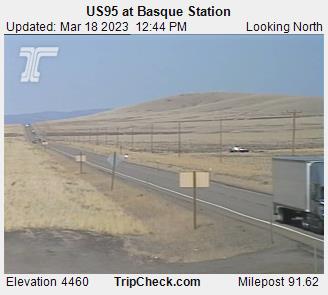 US95 at Basque Station
Updated: Mar 18 2023 12:44 PM Looking North
Elevation 4460 TripCheck.com Milepost 91.62